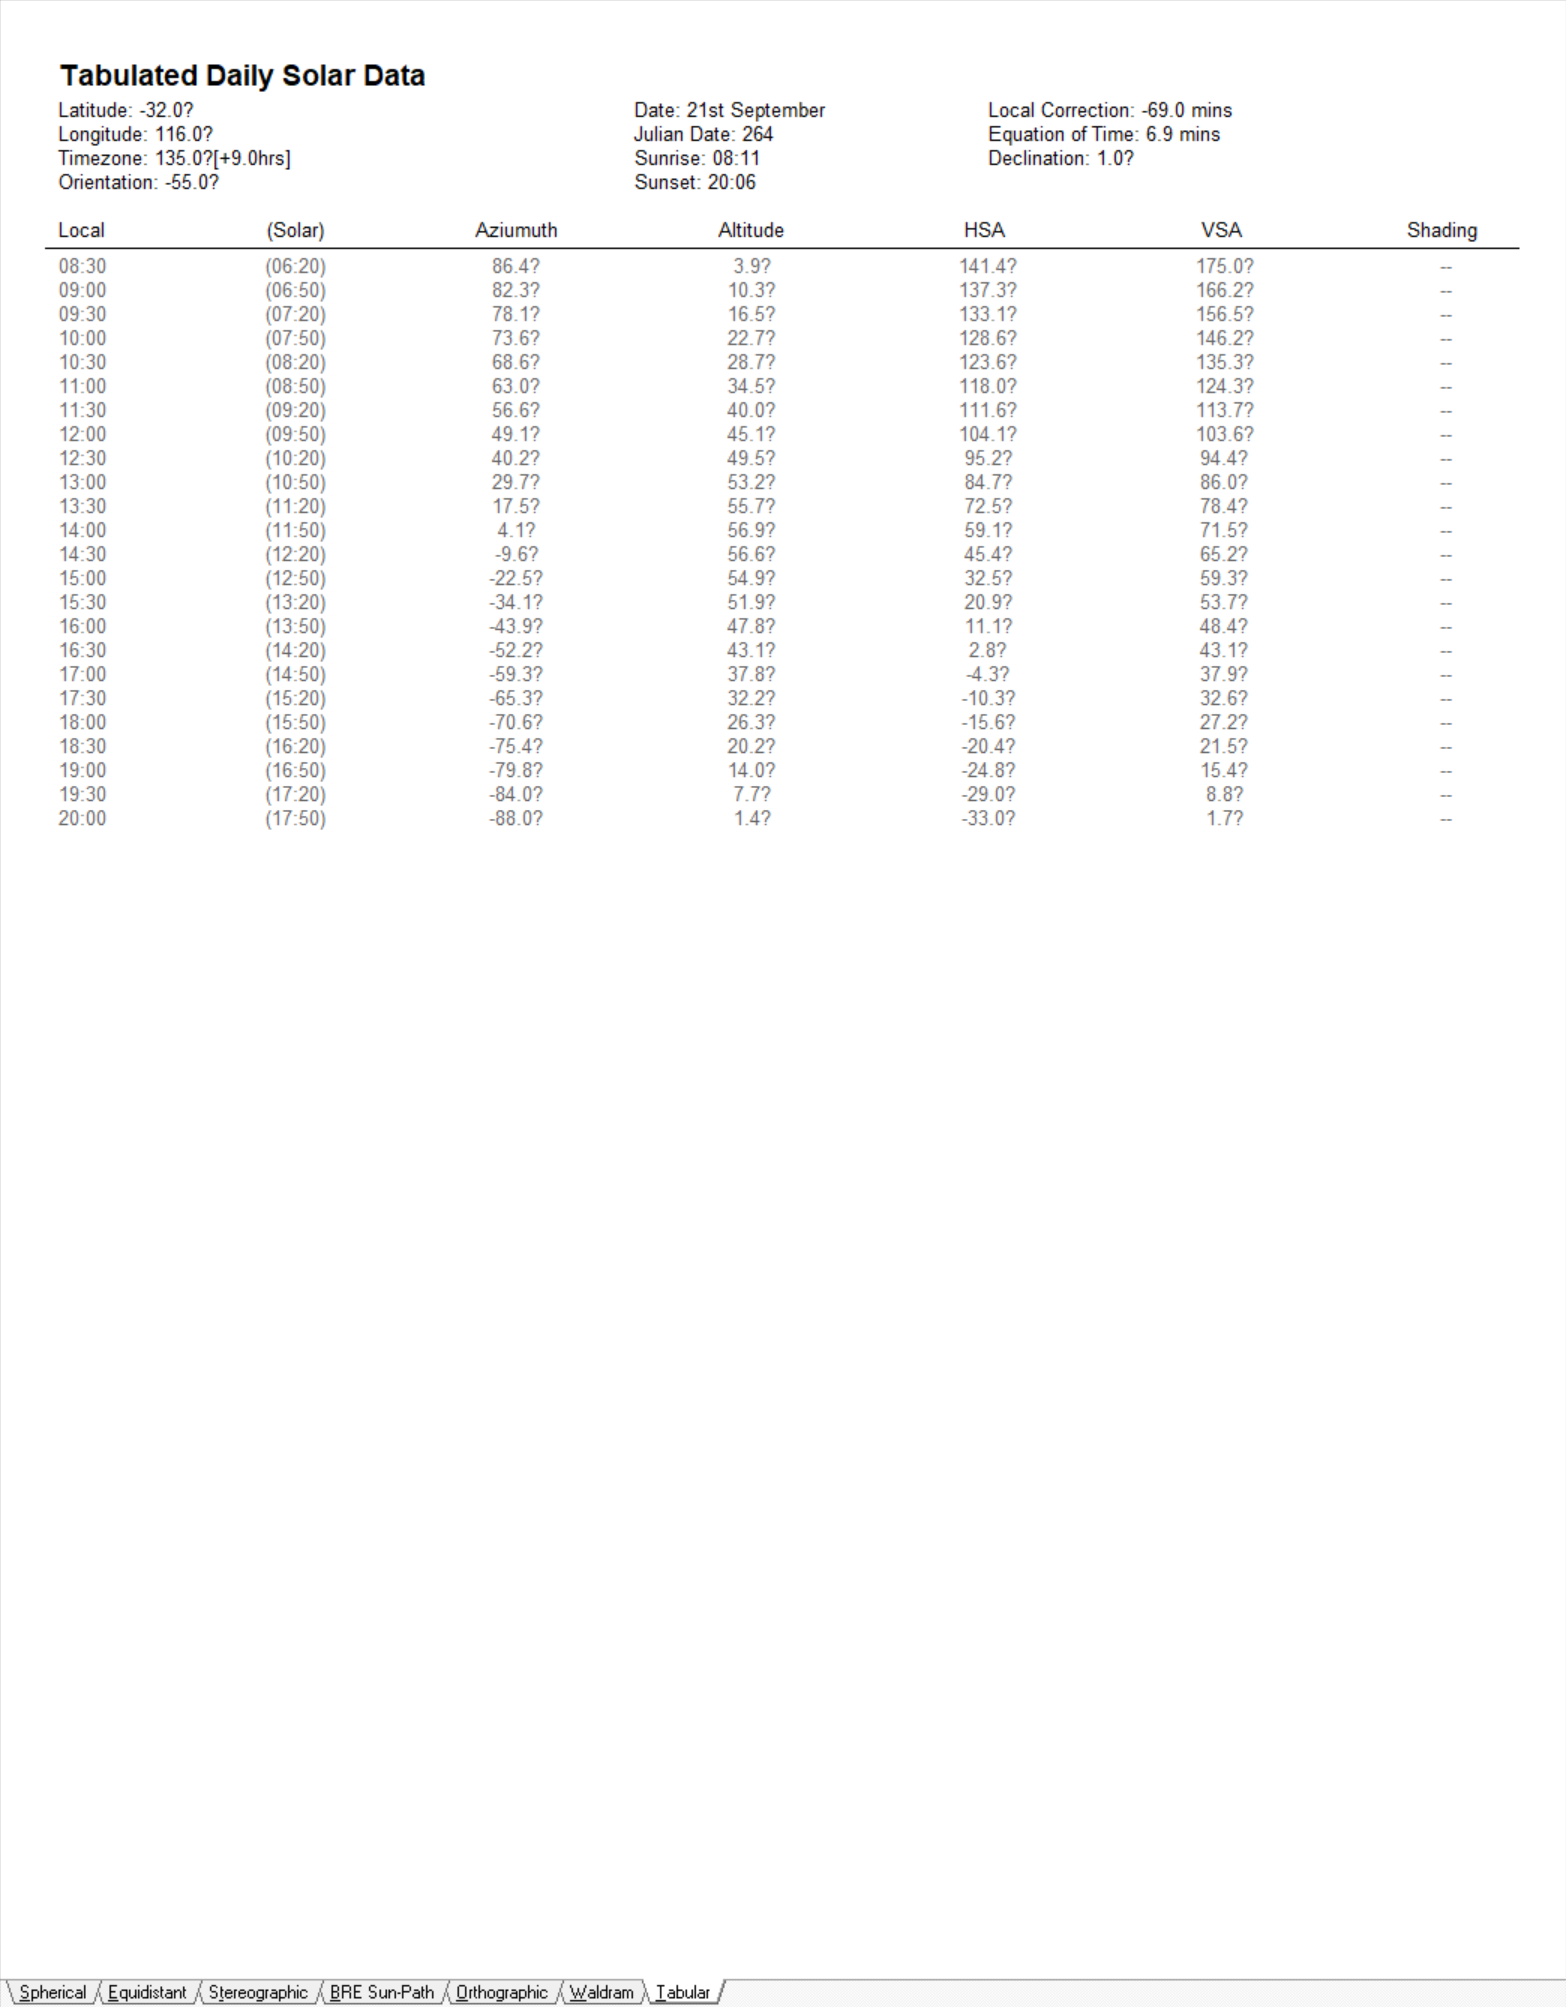 Tabulated Daily Solar Data
Latitude: -32.0? Date: 21st September Local Correction: -69.0 mins
Longitude: 116.0? Julian Date: 264 Equation of Time: 6.9 mins
Timezone: 135.0?[+9.0hrs] Sunrise: 08:11 Declination: 1.0?
Orientation: -55.0? Sunset: 20:06
Local (Solar) Aziumuth Altitude HSA VSA Shading
08:30 (06:20) 86.4? 3.9? 141.4? 175.0? --
09:00 (06:50) 82.3? 10.3? 137.3? 166.2? --
09:30 (07:20) 78.1? 16.5? 133.1? 156.5? --
10:00 (07:50) 73.6? 22.7? 128.6? 146.2? --
10:30 (08:20) 68.6? 28.7? 123.6? 135.3? --
11:00 (08:50) 63.0? 34.5? 118.0? 124.3? --
11:30 (09:20) 56.6? 40.0? 111.6? 113.7? --
12:00 (09:50) 49.1? 45.1? 104.1? 103.6? --
12:30 (10:20) 40.2? 49.5? 95.2? 94.4? --
13:00 (10:50) 29.7? 53.2? 84.7? 86.0? --
13:30 (11:20) 17.5? 55.7? 72.5? 78.4? --
14:00 (11:50) 4.1? 56.9? 59.1? 71.5? --
14:30 (12:20) -9.6? 56.6? 45.4? 65.2? --
15:00 (12:50) -22.5? 54.9? 32.5? 59.3? --
15:30 (13:20) -34.1? 51.9? 20.9? 53.7? --
16:00 (13:50) -43.9? 47.8? 11.1? 48.4? --
16:30 (14:20) -52.2? 43.1? 2.8? 43.1? --
17:00 (14:50) -59.3? 37.8? -4.3? 37.9? --
17:30 (15:20) -65.3? 32.2? -10.3? 32.6? --
18:00 (15:50) -70.6? 26.3? -15.6? 27.2? --
18:30 (16:20) -75.4? 20.2? -20.4? 21.5? --
19:00 (16:50) -79.8? 14.0? -24.8? 15.4? --
19:30 (17:20) -84.0? 7.7? -29.0? 8.8? --
20:00 (17:50) -88.0? 1.4? -33.0? 1.7? --
Spherical Equidistant Stereographic BRE Sun-Path Orthographic Waldram Tabular